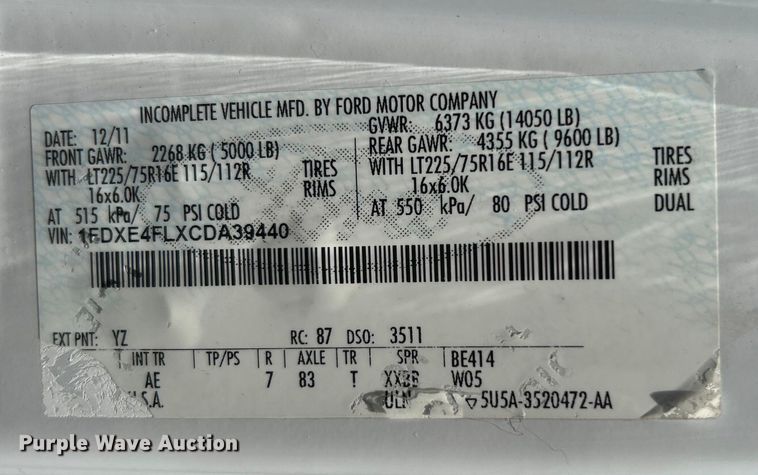 INCOMPLETE VEHICLE MFD. BY FORD MOTOR COMPANY
DATE: 12/11 GVWR: 6373 KG (14050 LB)
FRONT GAWR: 2268 KG ( 5000 LB) REAR GAWR: 4355 KG ( 9600 LB)
WITH LT225/75R16E 115/112R TIRES WITH LT225/75R16E 115/112R TIRES
16x6.0K RIMS 16x6.0K RIMS
AT 515 kPa/ 75 PSI COLD AT 550 kPa/ 80 PSI COLD DUAL
VIN: 1FDXE4FLXCDA39440
EXT PNT: YZ RC: 87 DSO: 3511
INT TR TP/PS R AXLE TR SPR BE414
AE 7 83 T W05
U.S.A. 5U5A-3520472-AA
Purple Wave Auction